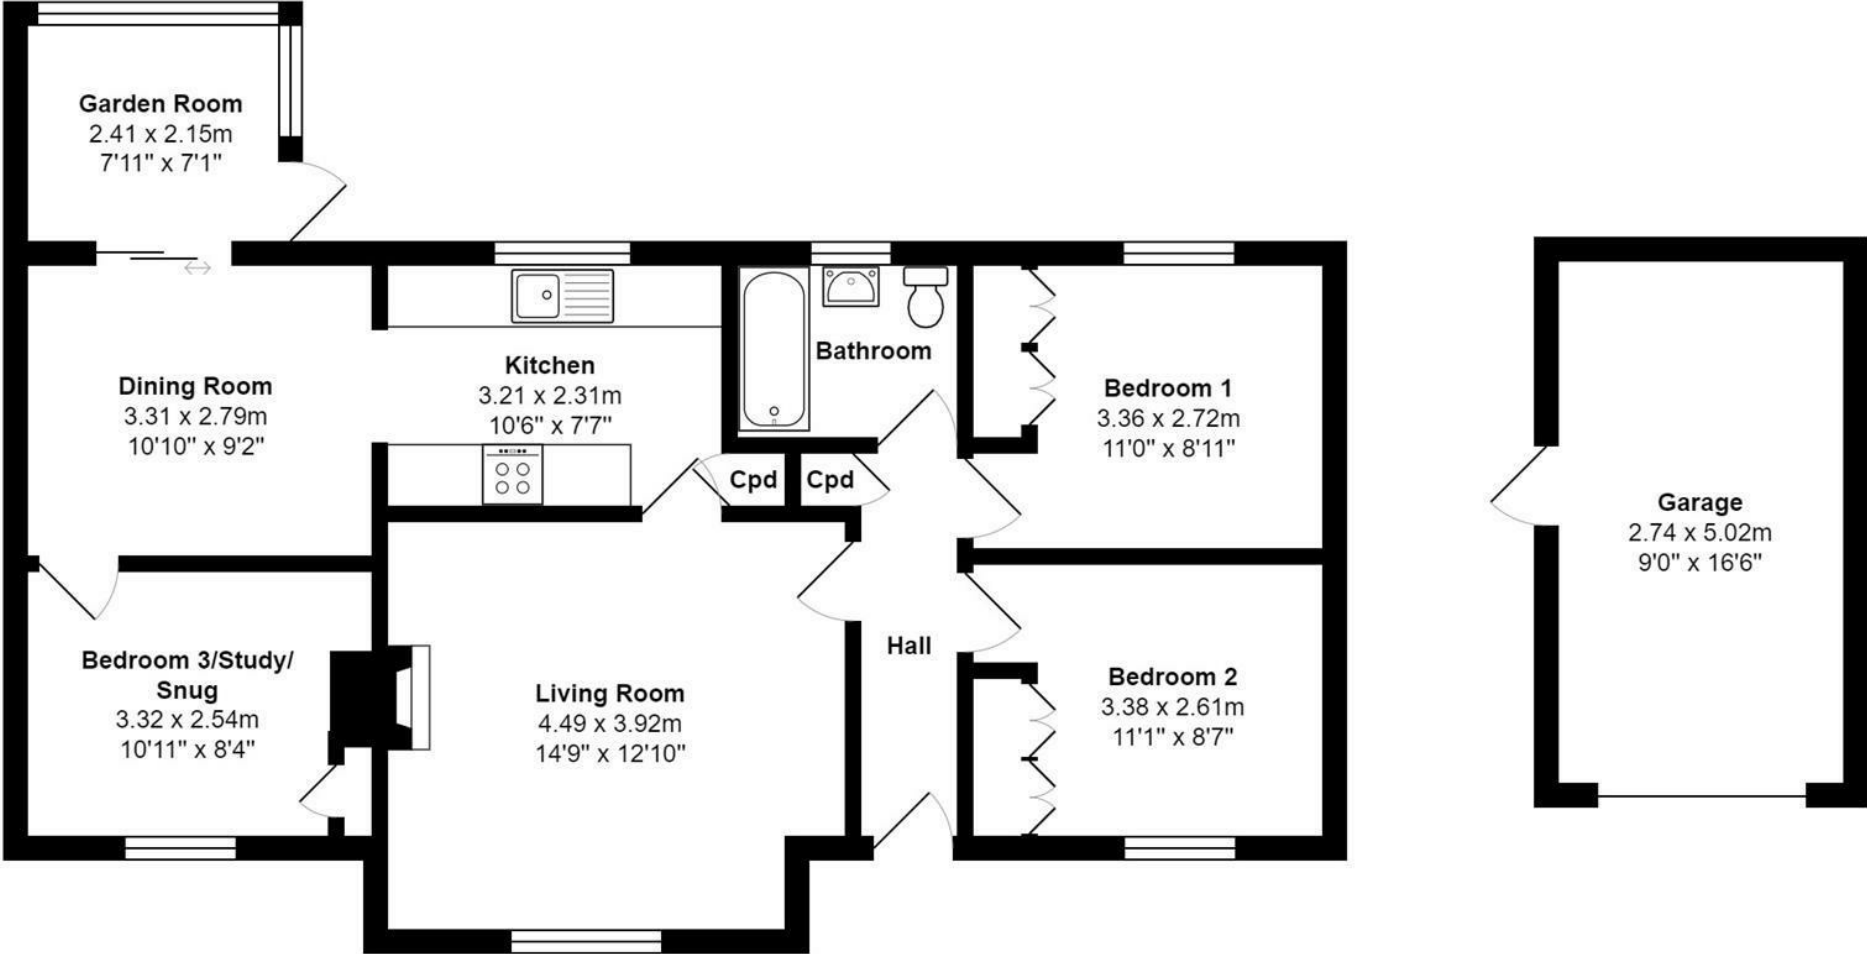 Garden Room
2.41 x 2.15m
7'11" x 7'1"
Dining Room
3.31 x 2.79m
10'10" x 9'2"
Kitchen
3.21 x 2.31m
10'6" x 7'7"
Bathroom
Bedroom 1
3.36 x 2.72m
11'0" x 8'11"
Cpd
Cpd
Garage
2.74 x 5.02m
9'0" x 16'6"
Bedroom 3/Study/
Snug
3.32 x 2.54m
10'11" x 8'4"
Living Room
4.49 x 3.92m
14'9" x 12'10"
Hall
Bedroom 2
3.38 x 2.61m
11'1" x 8'7"